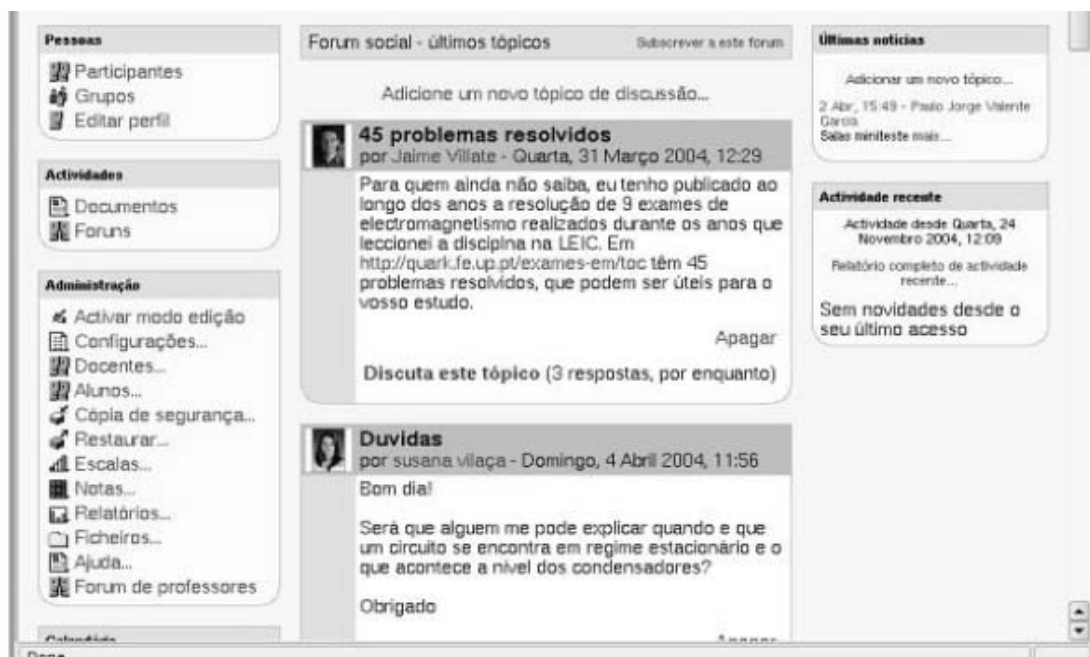 Pessoas
Participantes
Grupos
Editar perfil
Actividades
Documentos
Foruns
Administração
Activar modo edição
Configurações...
Docentes...
Alunos...
Cópia de segurança...
Restaurar...
Escalas...
Notas...
Relatórios...
Ficheiros...
Ajuda...
Forum de professores
Calendário
Forum social - últimos tópicos
Subscrever a este forum
Adicione um novo tópico de discussão...
45 problemas resolvidos
por Jaime Villate - Quarta, 31 Março 2004, 12:29
Para quem ainda não saiba, eu tenho publicado ao
longo dos anos a resolução de 9 exames de
electromagnetismo realizados durante os anos que
leccionei a disciplna na LEIC. Em
http://quark.fe.up.pt/exames-em/toc têm 45
problemas resolvidos, que podem ser úteis para o
vosso estudo.
Apagar
Discuta este tópico (3 respostas, por enquanto)
Duvidas
por susana vilaça - Domingo, 4 Abril 2004, 11:56
Bom dia!
Será que alguem me pode explicar quando e que
um circuito se encontra em regime estacionário e o
que acontece a nivel dos condensadores?
Obrigado
Apagar
Últimas notícias
Adicionar um novo tópico...
2 Abr, 15:49 - Paulo Jorge Valente
Garcia
Salas miniteste mais...
Actividade recente
Actividade desde Quarta, 24
Novembro 2004, 12:09
Relatório completo de actividade
recente...
Sem novidades desde o
seu último acesso
Done